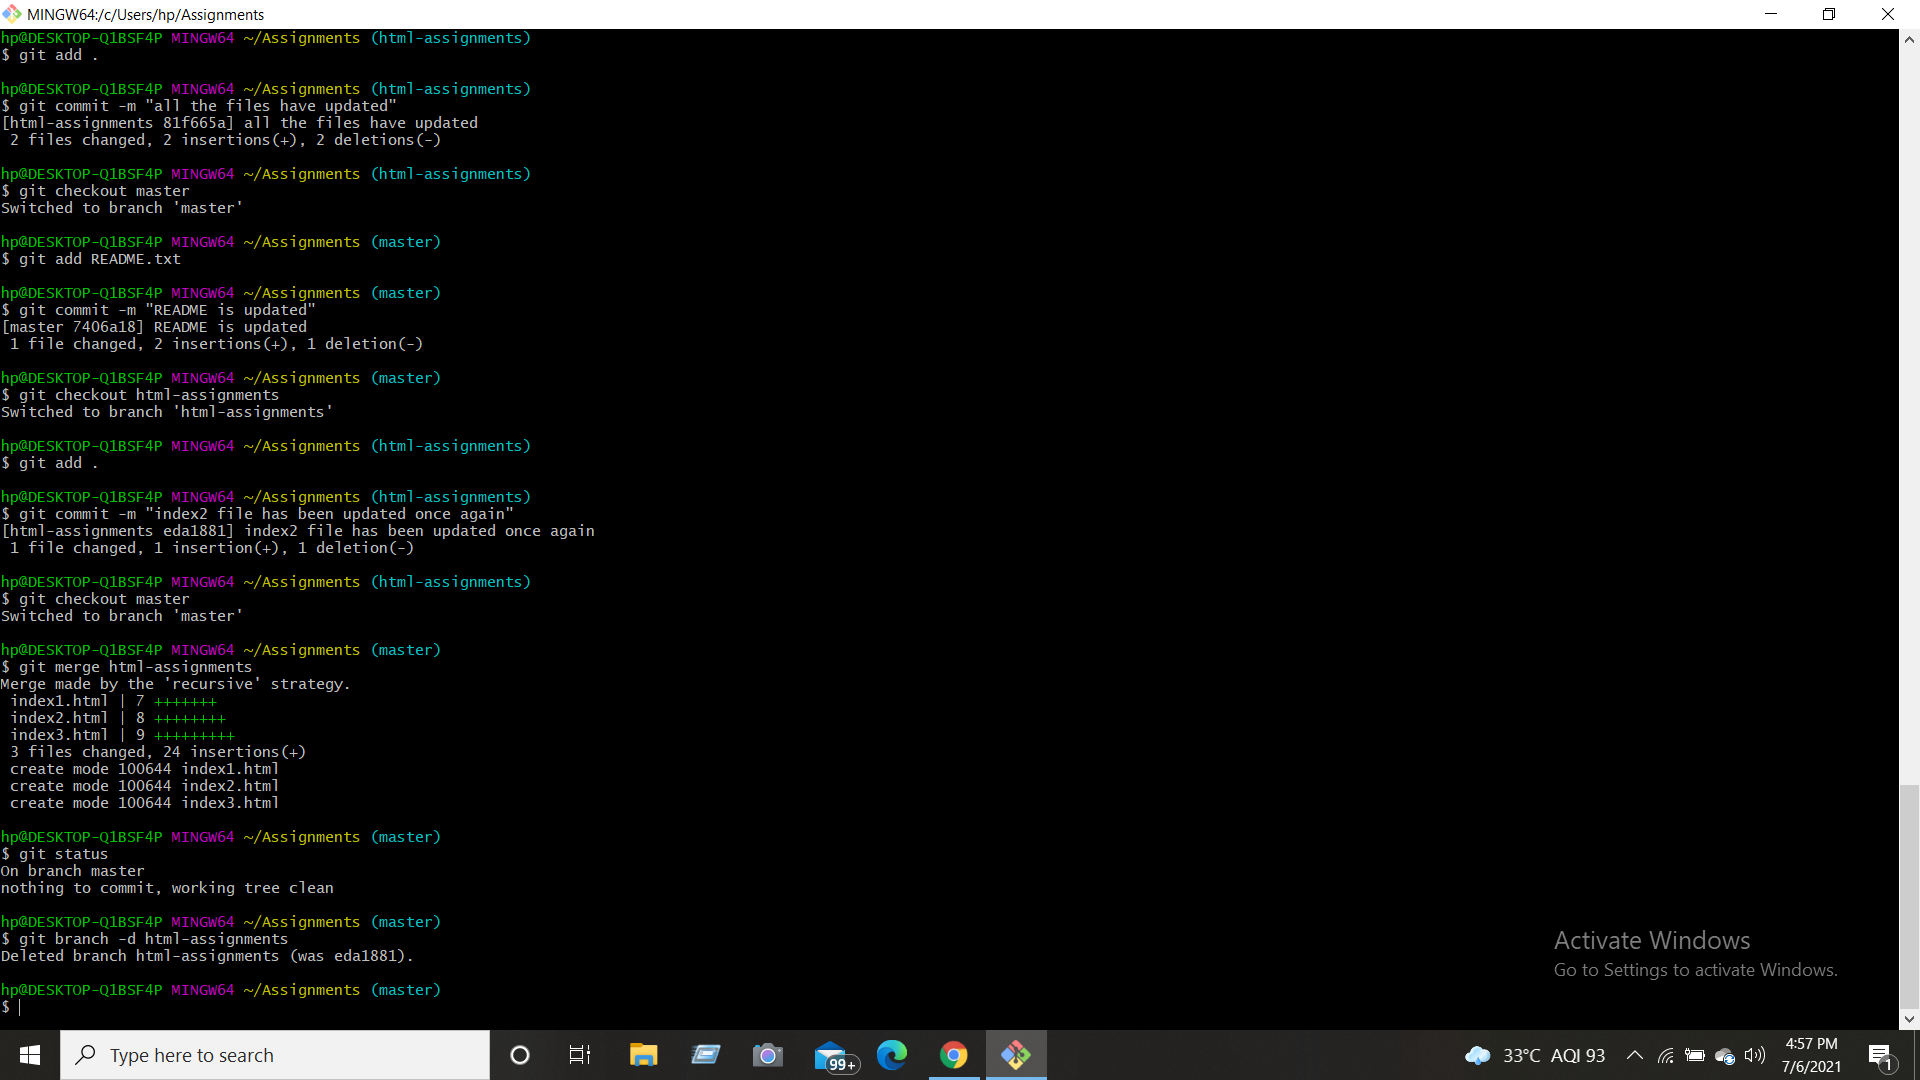 MINGW64:/c/Users/hp/Assignments
hp@DESKTOP-Q1BSF4P MINGW64 ~/Assignments (html-assignments)
$ git add .
hp@DESKTOP-Q1BSF4P MINGW64 ~/Assignments (html-assignments)
$ git commit -m "all the files have updated"
[html-assignments 81f665a] all the files have updated
2 files changed, 2 insertions(+), 2 deletions(-)
hp@DESKTOP-Q1BSF4P MINGW64 ~/Assignments (html-assignments)
$ git checkout master
Switched to branch 'master'
hp@DESKTOP-Q1BSF4P MINGW64 ~/Assignments (master)
$ git add README.txt
hp@DESKTOP-Q1BSF4P MINGW64 ~/Assignments (master)
$ git commit -m "README is updated"
[master 7406a18] README is updated
1 file changed, 2 insertions(+), 1 deletion(-)
hp@DESKTOP-Q1BSF4P MINGW64 ~/Assignments (master)
$ git checkout html-assignments
Switched to branch 'html-assignments'
hp@DESKTOP-Q1BSF4P MINGW64 ~/Assignments (html-assignments)
$ git add .
hp@DESKTOP-Q1BSF4P MINGW64 ~/Assignments (html-assignments)
$ git commit -m "index2 file has been updated once again"
[html-assignments eda1881] index2 file has been updated once again
1 file changed, 1 insertion(+), 1 deletion(-)
hp@DESKTOP-Q1BSF4P MINGW64 ~/Assignments (html-assignments)
$ git checkout master
Switched to branch 'master'
hp@DESKTOP-Q1BSF4P MINGW64 ~/Assignments (master)
$ git merge html-assignments
Merge made by the 'recursive' strategy.
index1.html | 7 +++++++
index2.html | 8 ++++++++
index3.html | 9 +++++++++
3 files changed, 24 insertions(+)
create mode 100644 index1.html
create mode 100644 index2.html
create mode 100644 index3.html
hp@DESKTOP-Q1BSF4P MINGW64 ~/Assignments (master)
$ git status
On branch master
nothing to commit, working tree clean
hp@DESKTOP-Q1BSF4P MINGW64 ~/Assignments (master)
$ git branch -d html-assignments
Deleted branch html-assignments (was eda1881).
hp@DESKTOP-Q1BSF4P MINGW64 ~/Assignments (master)
$
Activate Windows
Go to Settings to activate Windows.
Type here to search
99+
33°C AQI 93
4:57 PM
7/6/2021
1